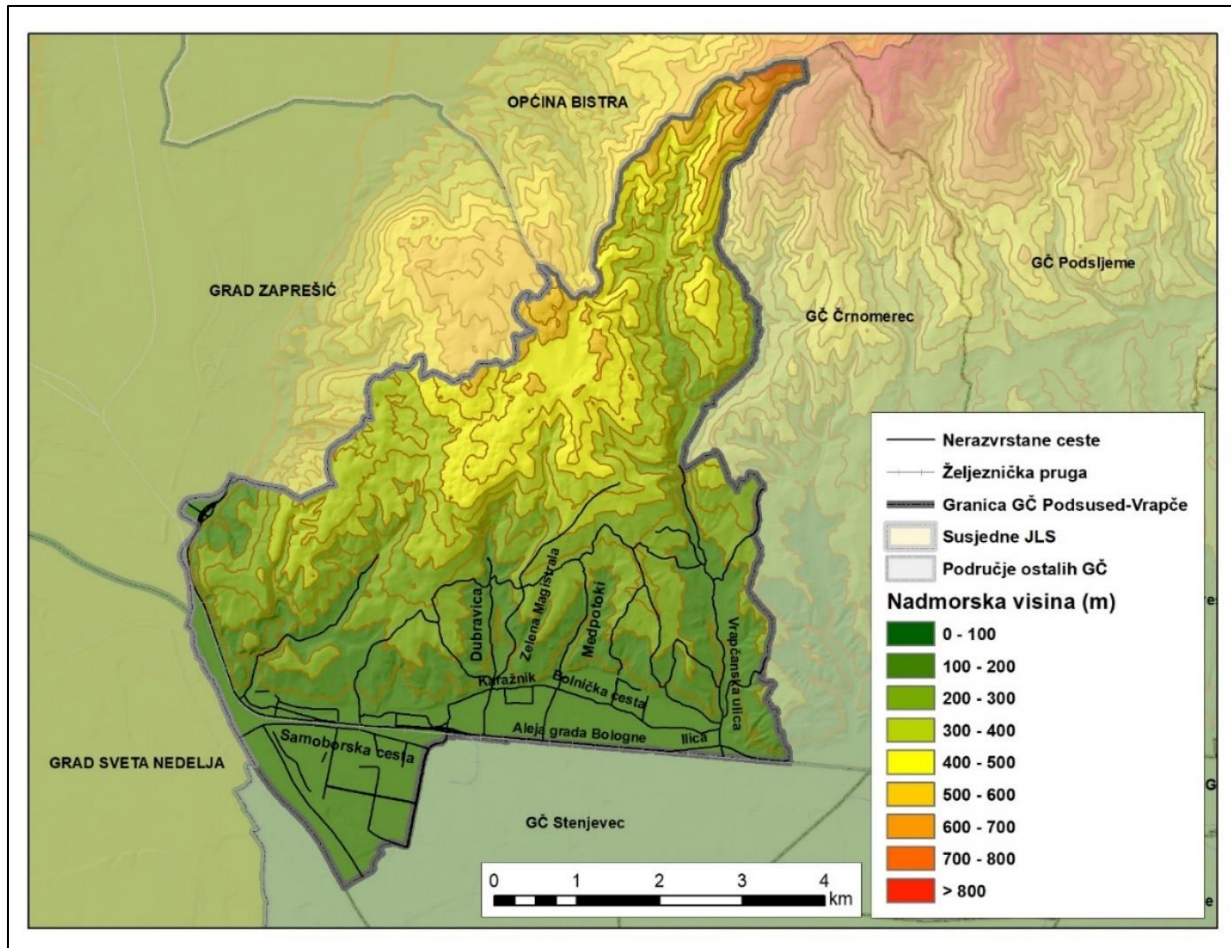 OPĆINA BISTRA
GRAD ZAPREŠIĆ
GČ Podsljeme
GČ Črnomerec
Dubravica
Zelena Magistrala
Medpotoki
Vrapčanska ulica
Karažnik
Bolnička cesta
Aleja grada Bologne
Ilica
Samoborska cesta
GRAD SVETA NEDELJA
GČ Stenjevec
Nerazvrstane ceste
Željeznička pruga
Granica GČ Podsused-Vrapče
Susjedne JLS
Područje ostalih GČ
Nadmorska visina (m)
0 - 100
100 - 200
200 - 300
300 - 400
400 - 500
500 - 600
600 - 700
700 - 800
> 800
0 1 2 3 4
km